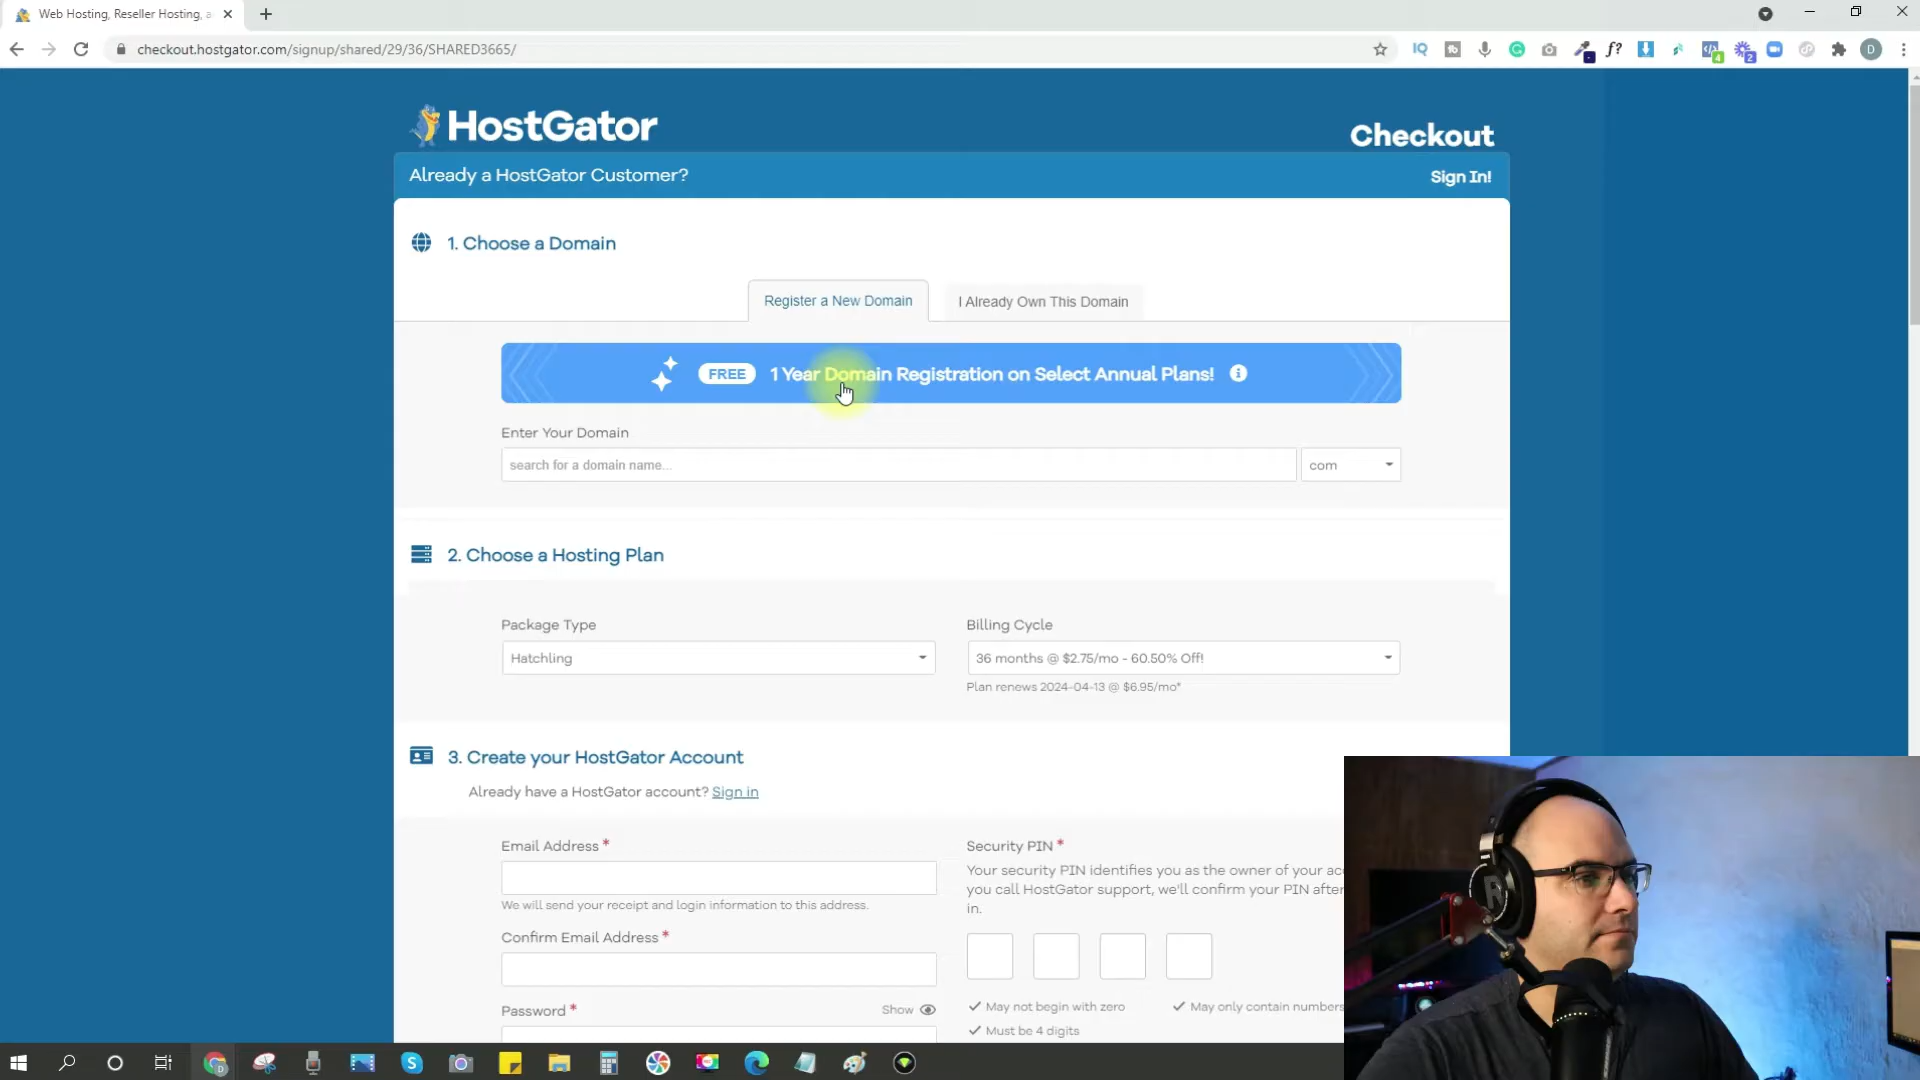 Web Hosting, Reseller Hosting, a
checkout.hostgator.com/signup/shared/29/36/SHARED3665/
IQ
f?
4
2
D
HostGator
Checkout
Already a HostGator Customer?
Sign In!
1. Choose a Domain
Register a New Domain
I Already Own This Domain
FREE 1 Year Domain Registration on Select Annual Plans!
Enter Your Domain
search for a domain name...
com
2. Choose a Hosting Plan
Package Type
Billing Cycle
Hatchling
36 months @ $2.75/mo - 60.50% Off!
Plan renews 2024-04-13 @ $6.95/mo*
3. Create your HostGator Account
Already have a HostGator account? Sign in
Email Address *
Security PIN *
Your security PIN identifies you as the owner of your
you call HostGator support, we'll confirm your PIN after
in.
We will send your receipt and login information to this address.
Confirm Email Address *
Password *
Show
May not begin with zero
May only contain numbers
Must be 4 digits